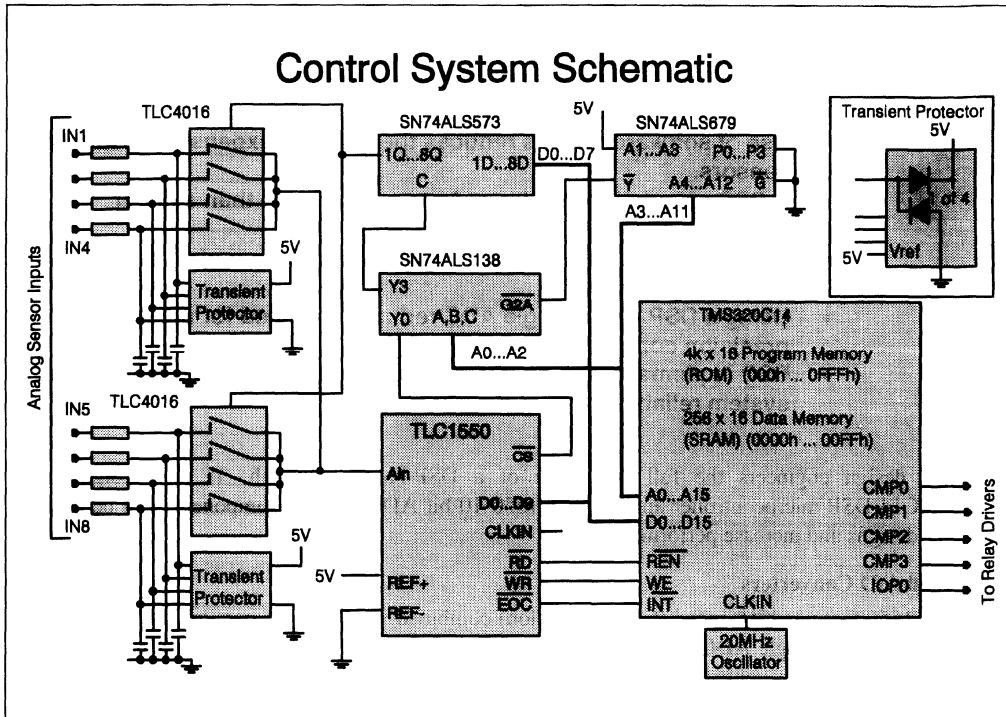 Control System Schematic
Analog Sensor Inputs
TLC4016
IN1
IN4
5V
Transient
Protector
TLC4016
IN5
IN8
5V
Transient
Protector
SN74ALS573
1Q...8Q
1D...8D
C
D0...D7
5V
SN74ALS679
A1...A3
P0...P3
Y
A4...A12
G
A3...A11
SN74ALS138
Y3
G2A
Y0
A,B,C
A0...A2
Transient Protector
5V
of 4
5V
Vref
TLC1550
CS
Ain
D0...D9
CLKIN
RD
5V
REF+
WR
REF-
EOC
TMS320C14
4k x 16 Program Memory
(ROM) (000h ... 0FFFh)
256 x 16 Data Memory
(SRAM) (0000h ... 00FFh)
A0...A15
D0...D15
REN
WE
INT
CLKIN
CMP0
CMP1
CMP2
CMP3
IOP0
To Relay Drivers
20MHz
Oscillator